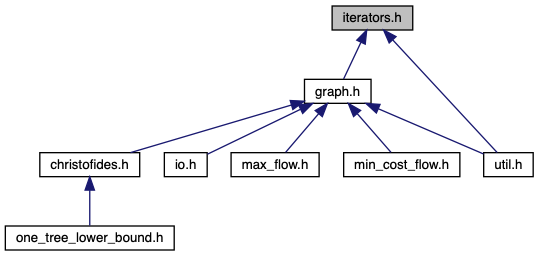 iterators.h
graph.h
christofides.h
io.h
max_flow.h
min_cost_flow.h
util.h
one_tree_lower_bound.h